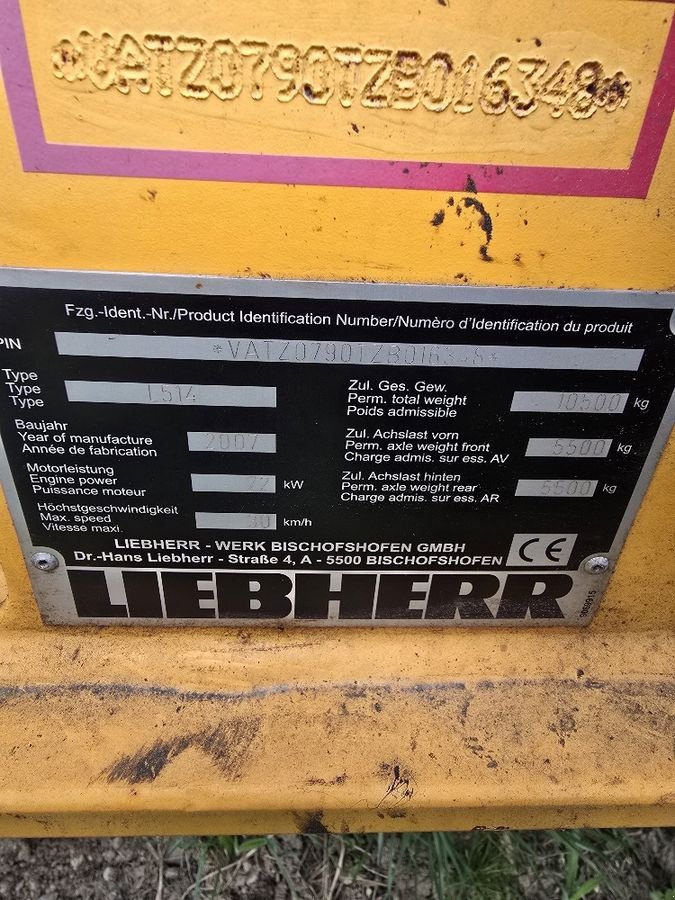 *VATZ0790TZB016348*
Fzg.-Ident.-Nr./Product Identification Number/Numèro d'Identification du produit
PIN *VATZ0790TZB016348*
Type
Type L514
Type
Baujahr
Year of manufacture 2007
Année de fabrication
Motorleistung
Engine power kW
Puissance moteur
Höchstgeschwindigkeit
Max. speed 30 km/h
Vitesse maxi.
Zul. Ges. Gew.
Perm. total weight 10500 kg
Poids admissible
Zul. Achslast vorn
Perm. axle weight front 5500 kg
Charge admis. sur ess. AV
Zul. Achslast hinten
Perm. axle weight rear 5500 kg
Charge admis. sur ess. AR
LIEBHERR - WERK BISCHOFSHOFEN GMBH
Dr.-Hans Liebherr - Straße 4, A - 5500 BISCHOFSHOFEN
CE
LIEBHERR